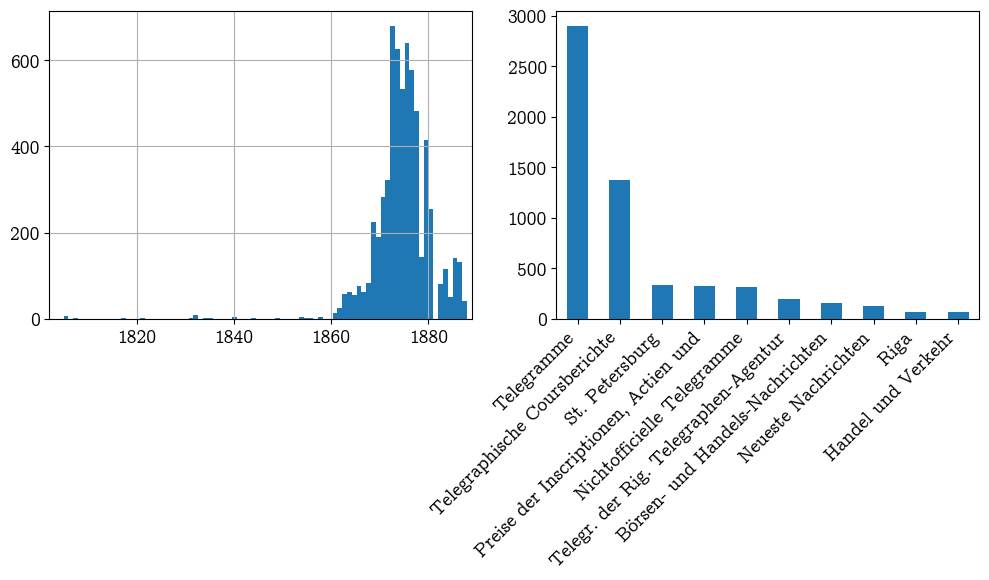 600
400
200
0
1820 1840 1860 1880
3000
2500
2000
1500
1000
500
0
Telegramme
Telegraphische Coursberichte
St. Petersburg
Preise der Inscriptionen, Actien und
Nichtofficielle Telegramme
Telegr. der Rig. Telegraphen-Agentur
Börsen- und Handels-Nachrichten
Neueste Nachrichten
Riga
Handel und Verkehr